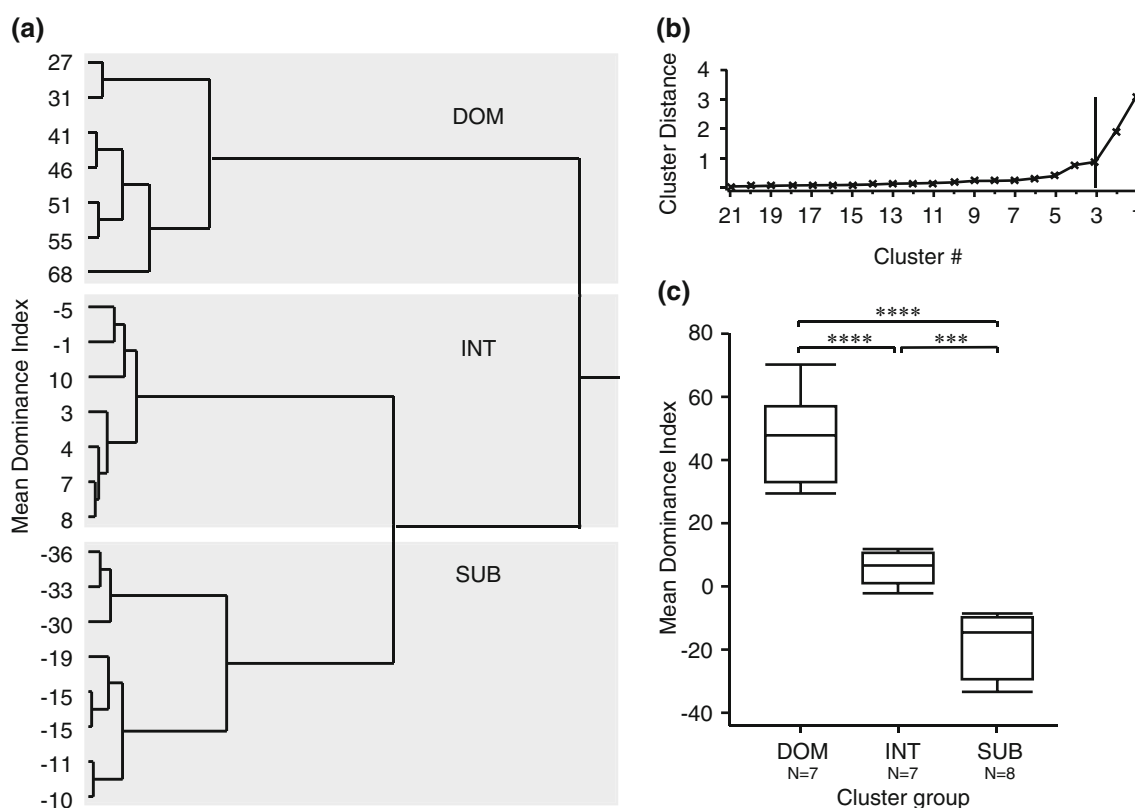 (a)
Mean Dominance Index
27
31
DOM
41
46
51
55
68
-5
-1
INT
10
3
4
7
8
-36
-33
SUB
-30
-19
-15
-15
-11
-10
(b)
Cluster Distance
4
3
2
1
21 19 17 15 13 11 9 7 5 3
Cluster #
(c)
Mean Dominance Index
80
60
40
20
0
-20
-40
****
**** ***
DOM INT SUB
N=7 N=7 N=8
Cluster group